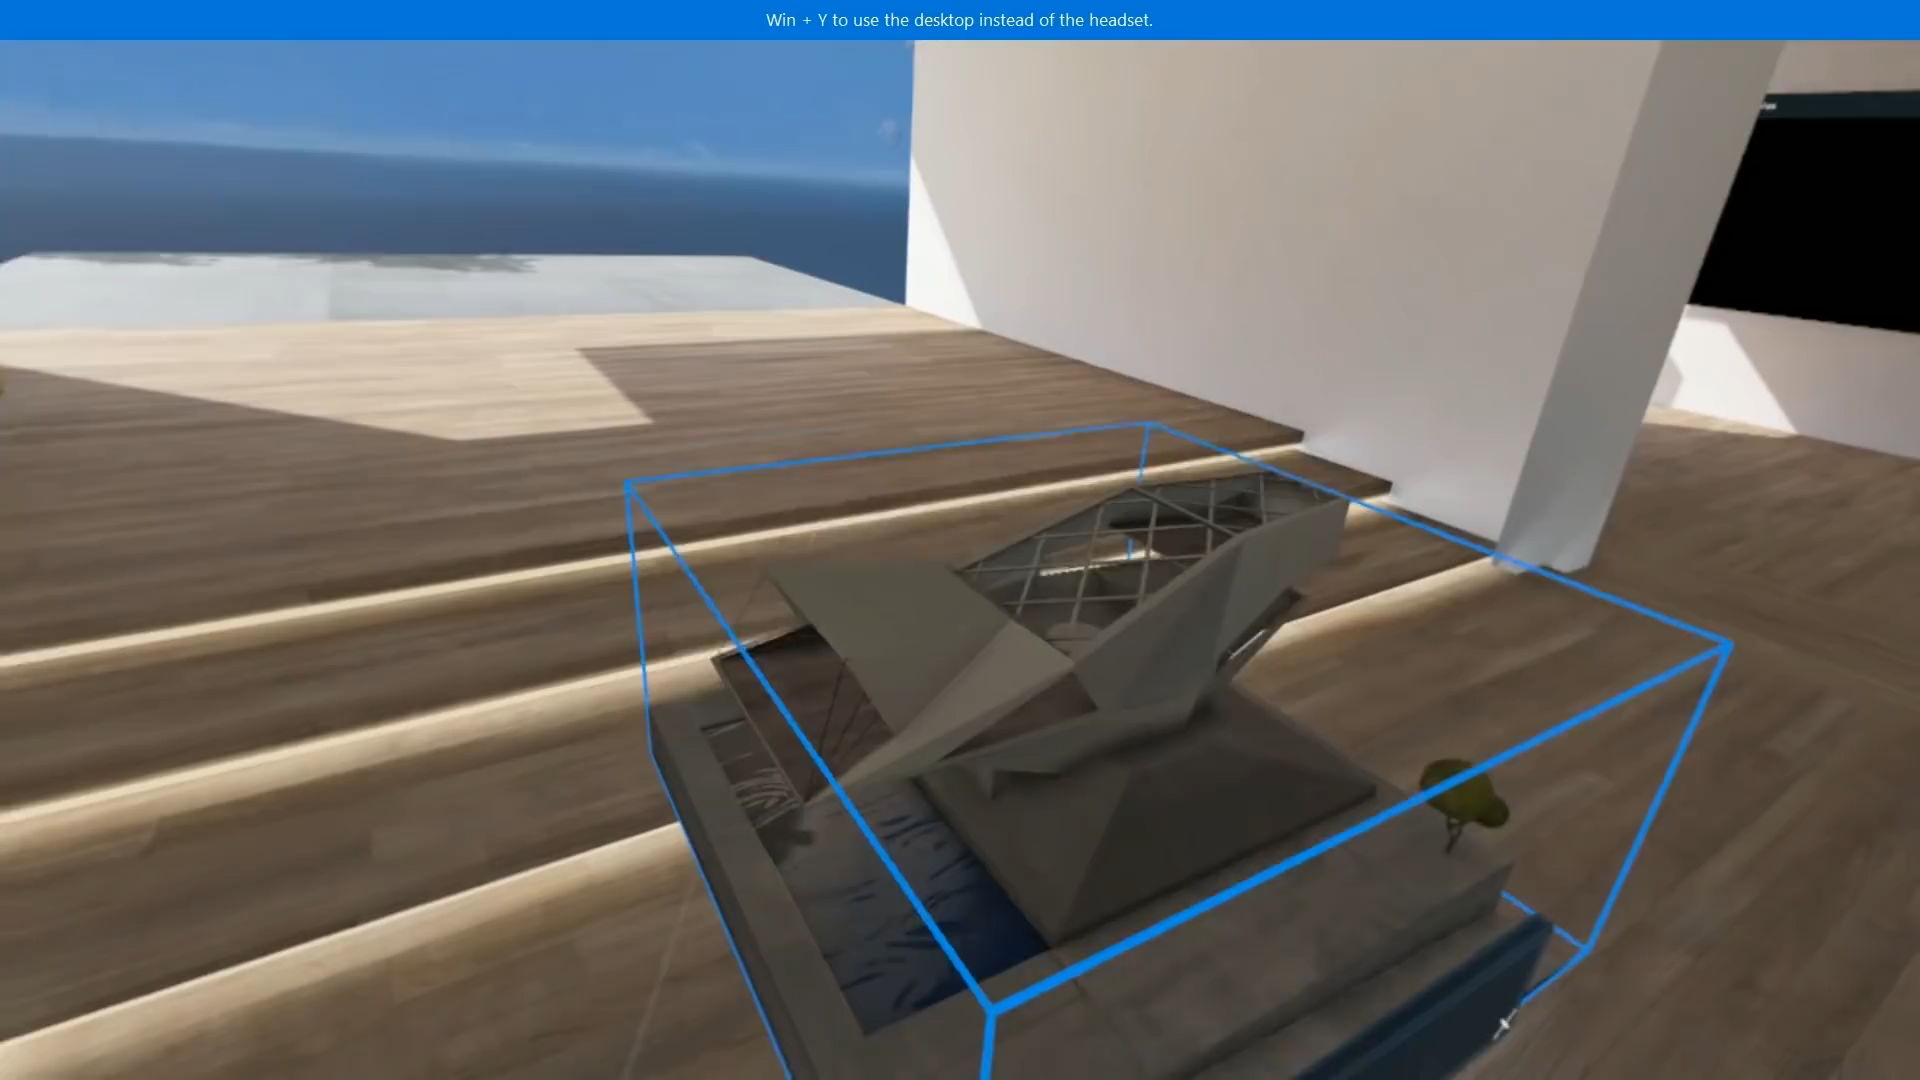 Win + Y to use the desktop instead of the headset.